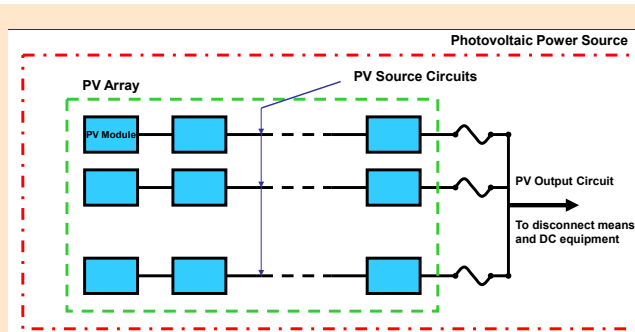 Photovoltaic Power Source
PV Source Circuits
PV Array
PV Module
PV Output Circuit
To disconnect means
and DC equipment